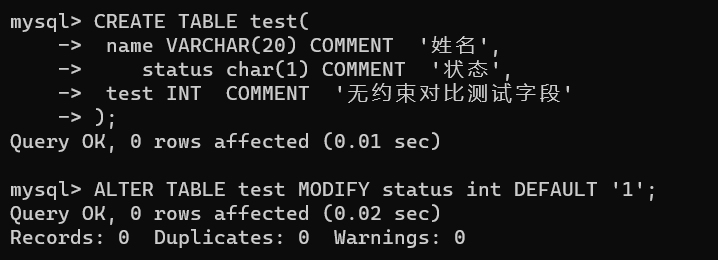 mysql> CREATE TABLE test(
    ->  name VARCHAR(20) COMMENT  '姓名',
    ->     status char(1) COMMENT  '状态',
    ->  test INT  COMMENT  '无约束对比测试字段'
    -> );
Query OK, 0 rows affected (0.01 sec)
mysql> ALTER TABLE test MODIFY status int DEFAULT '1';
Query OK, 0 rows affected (0.02 sec)
Records: 0  Duplicates: 0  Warnings: 0